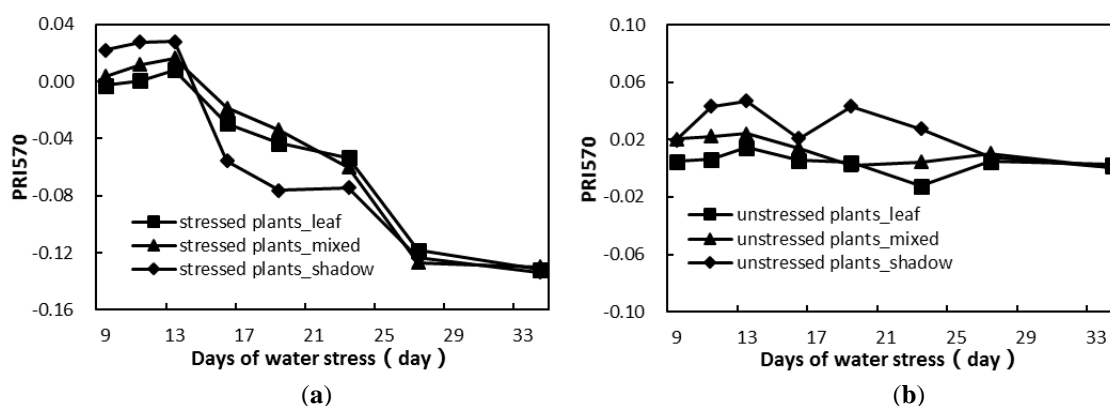 0.04
0.00
-0.04
-0.08
-0.12
-0.16
PRI570
stressed plants_leaf
stressed plants_mixed
stressed plants_shadow
9 13 17 21 25 29 33
Days of water stress（day）
(a)
0.10
0.06
0.02
-0.02
-0.06
-0.10
PRI570
unstressed plants_leaf
unstressed plants_mixed
unstressed plants_shadow
9 13 17 21 25 29 33
Days of water stress（day）
(b)